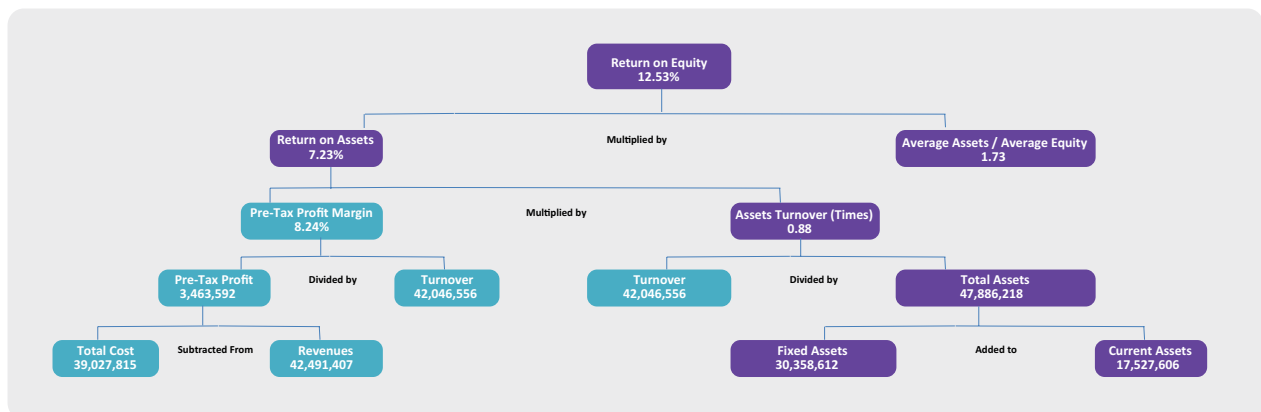 Return on Equity
12.53%
Return on Assets
7.23%
Multiplied by
Average Assets / Average Equity
1.73
Pre-Tax Profit Margin
8.24%
Multiplied by
Assets Turnover (Times)
0.88
Pre-Tax Profit
3,463,592
Divided by
Turnover
42,046,556
Turnover
42,046,556
Divided by
Total Assets
47,886,218
Total Cost
39,027,815
Subtracted From
Revenues
42,491,407
Fixed Assets
30,358,612
Added to
Current Assets
17,527,606